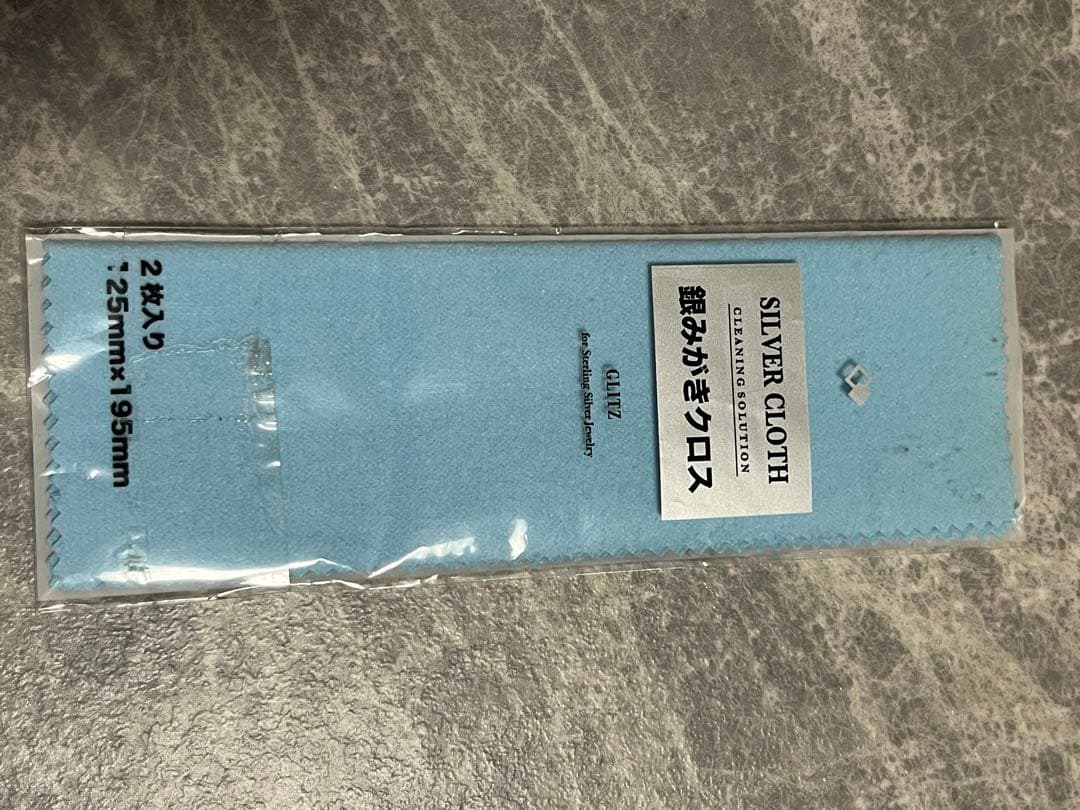 SILVER CLOTH
CLEANING SOLUTION
銀みがきクロス
GLITZ
for Sterling Silver Jewelry
2枚入り
125mm×195mm